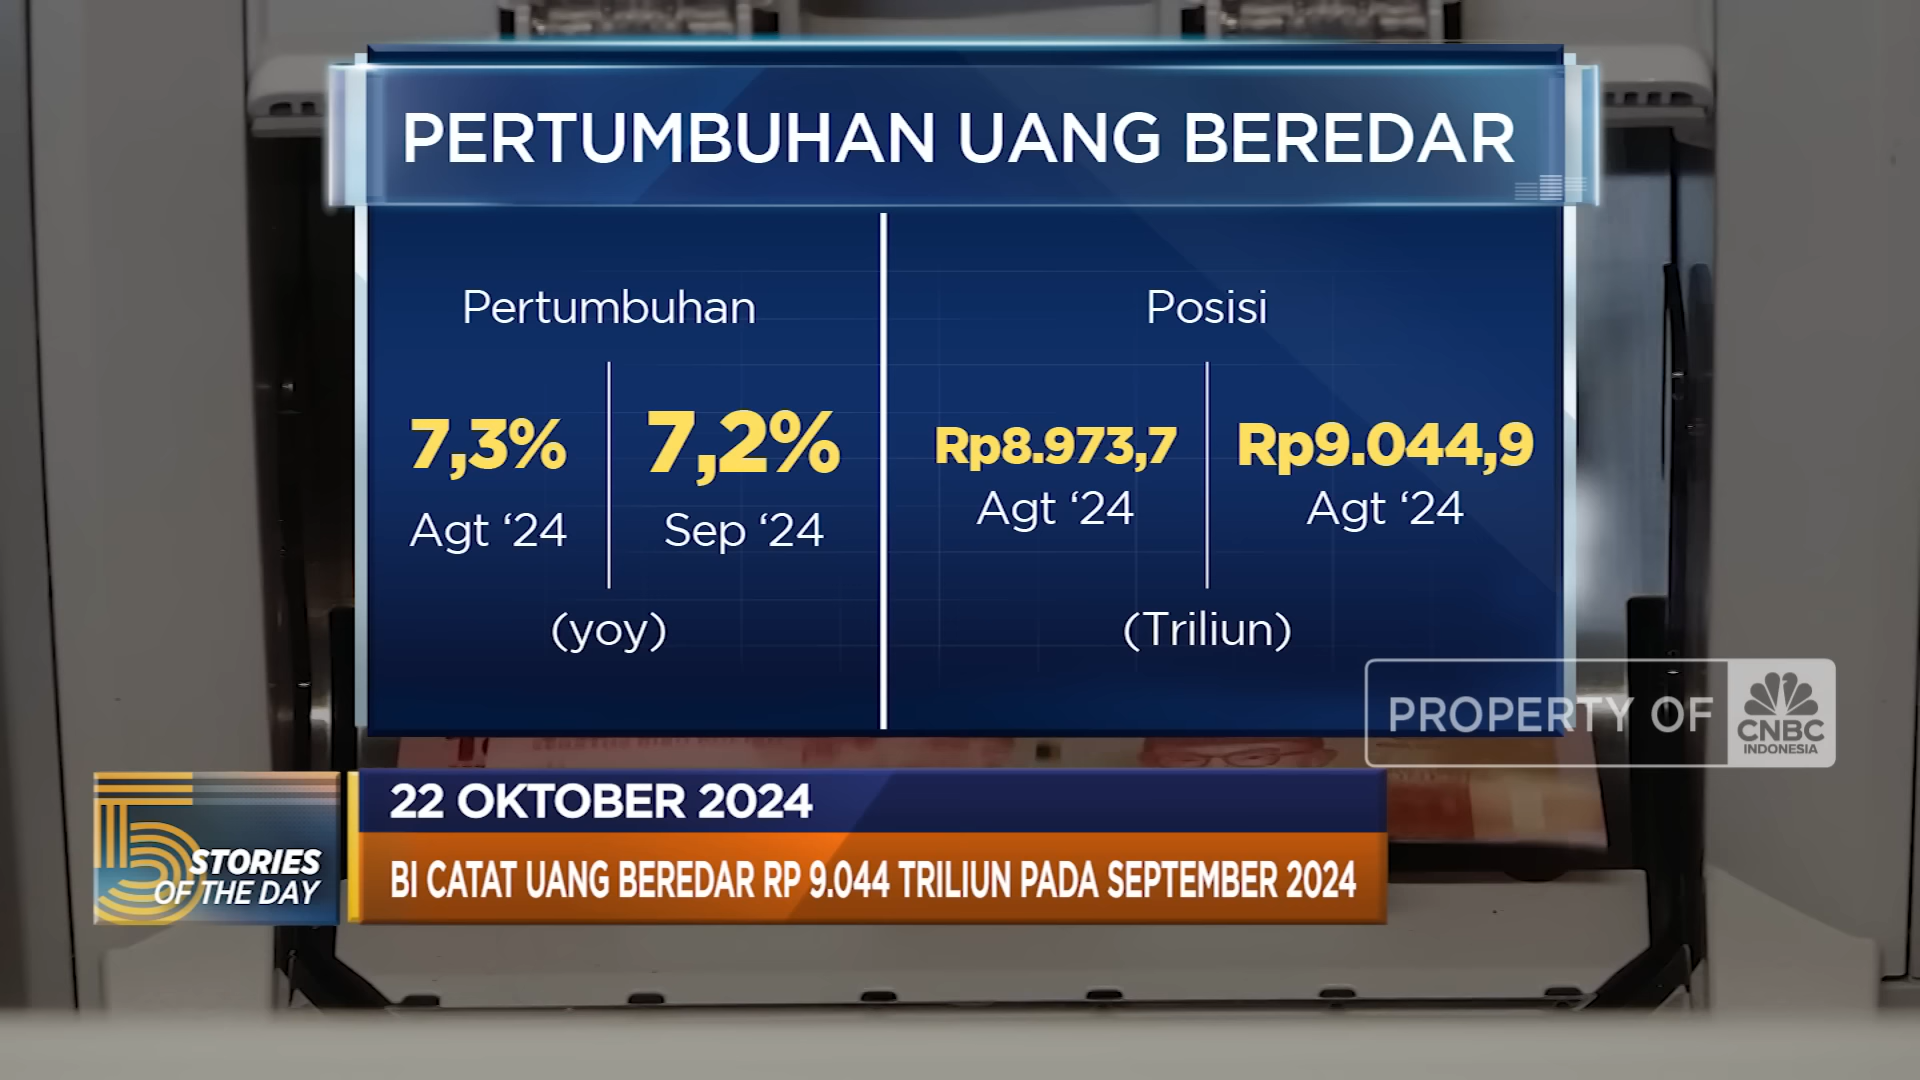 PERTUMBUHAN UANG BEREDAR
Pertumbuhan
7,3%
Agt ‘24
7,2%
Sep ‘24
(yoy)
Posisi
Rp8.973,7
Agt ‘24
Rp9.044,9
Agt ‘24
(Triliun)
PROPERTY OF
CNBC
INDONESIA
5
STORIES
OF THE DAY
22 OKTOBER 2024
BI CATAT UANG BEREDAR RP 9.044 TRILIUN PADA SEPTEMBER 2024